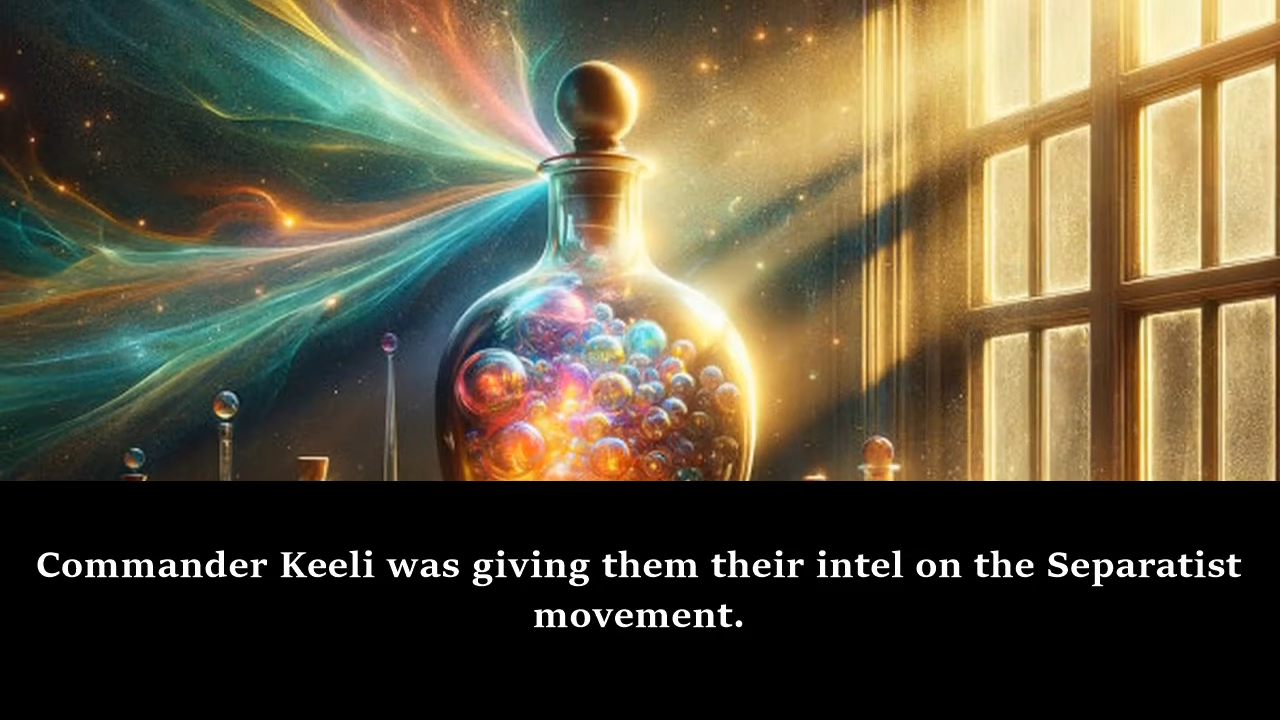 Commander Keeli was giving them their intel on the Separatist
movement.